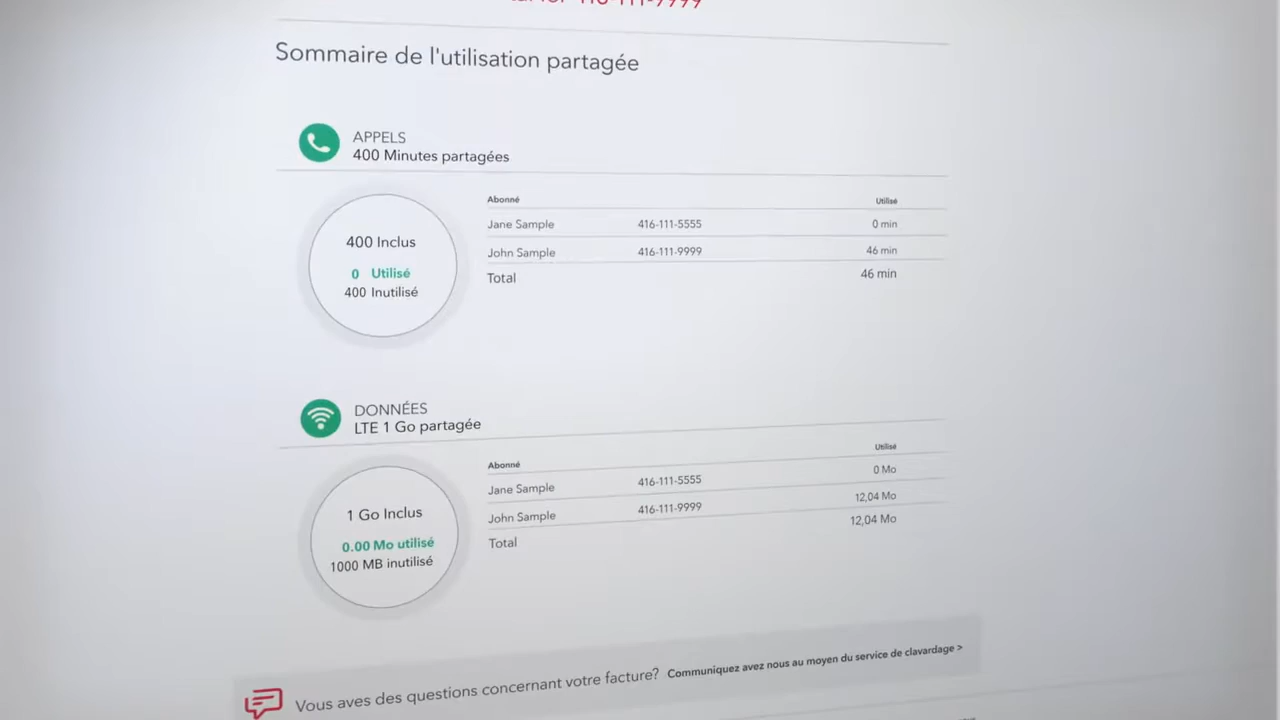 416-111-9999
Sommaire de l'utilisation partagée
APPELS
400 Minutes partagées
400 Inclus
0 Utilisé
400 Inutilisé
Abonné Utilisé
Jane Sample 416-111-5555 0 min
John Sample 416-111-9999 46 min
Total 46 min
DONNÉES
LTE 1 Go partagée
1 Go Inclus
0.00 Mo utilisé
1000 MB inutilisé
Abonné Utilisé
Jane Sample 416-111-5555 0 Mo
John Sample 416-111-9999 12,04 Mo
Total 12,04 Mo
Vous aves des questions concernant votre facture? Communiquez avez nous au moyen du service de clavardage >